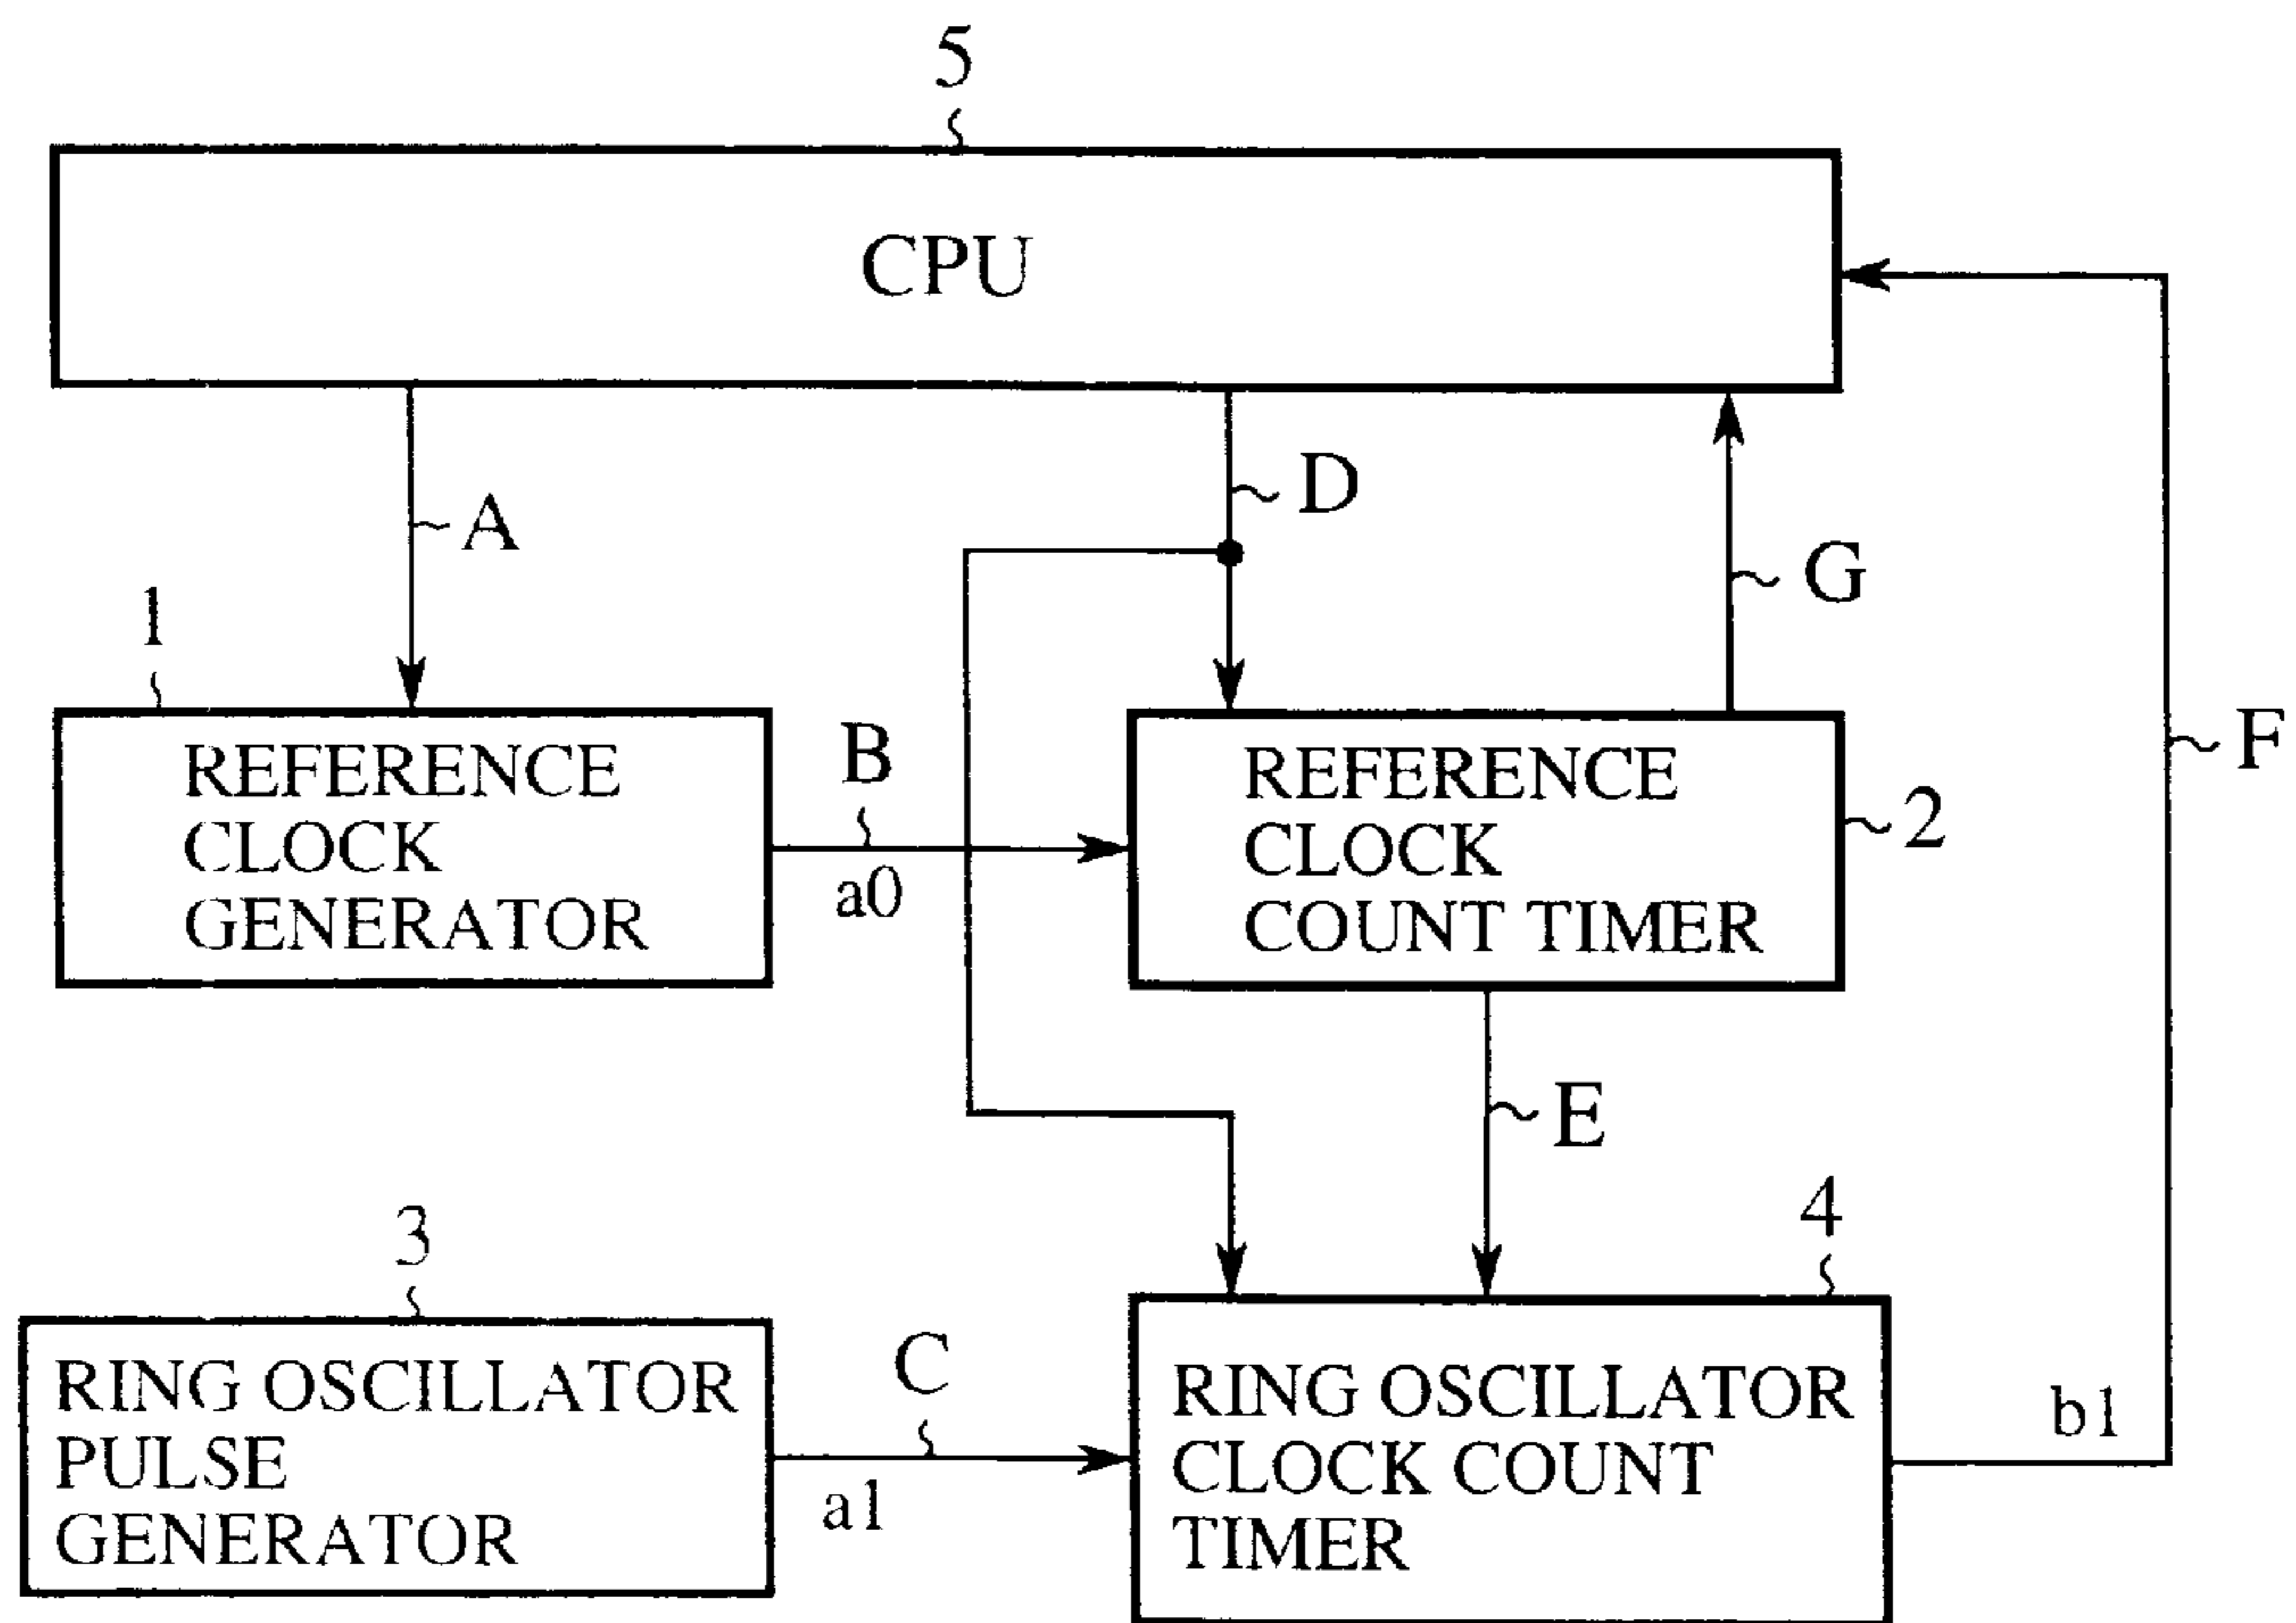 5
CPU
A
D
G
1
REFERENCE
CLOCK
GENERATOR
B
a0
REFERENCE
CLOCK
COUNT TIMER
2
F
E
3
RING OSCILLATOR
PULSE
GENERATOR
C
a1
4
RING OSCILLATOR
CLOCK COUNT
TIMER
b1